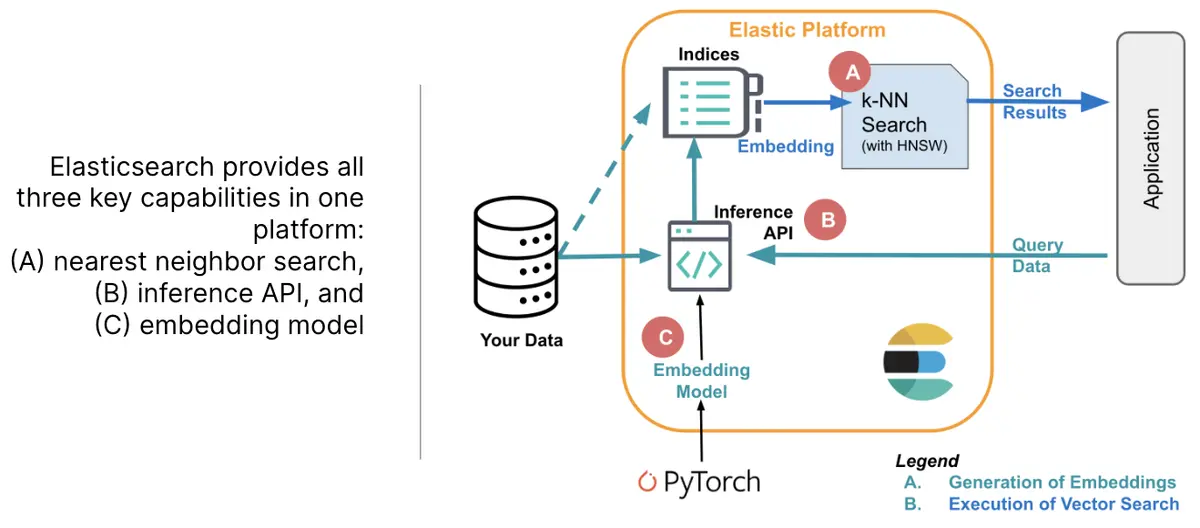 Elasticsearch provides all
three key capabilities in one
platform:
(A) nearest neighbor search,
(B) inference API, and
(C) embedding model
Elastic Platform
Indices
A
k-NN
Search
(with HNSW)
Embedding
Search
Results
Application
Inference
API
B
Query
Data
Your Data
C
Embedding
Model
PyTorch
Legend
A. Generation of Embeddings
B. Execution of Vector Search